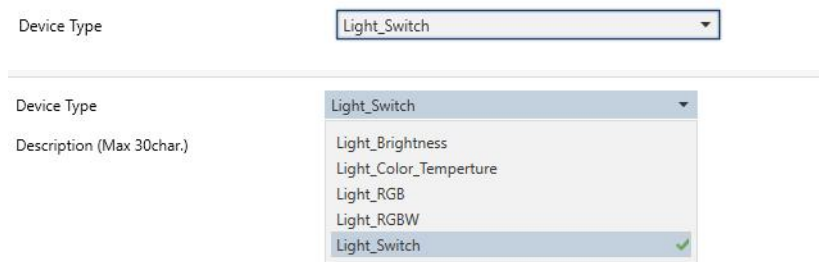 Device Type Light_Switch
Device Type Light_Switch
Description (Max 30char.) Light_Brightness
Light_Color_Temperture
Light_RGB
Light_RGBW
Light_Switch